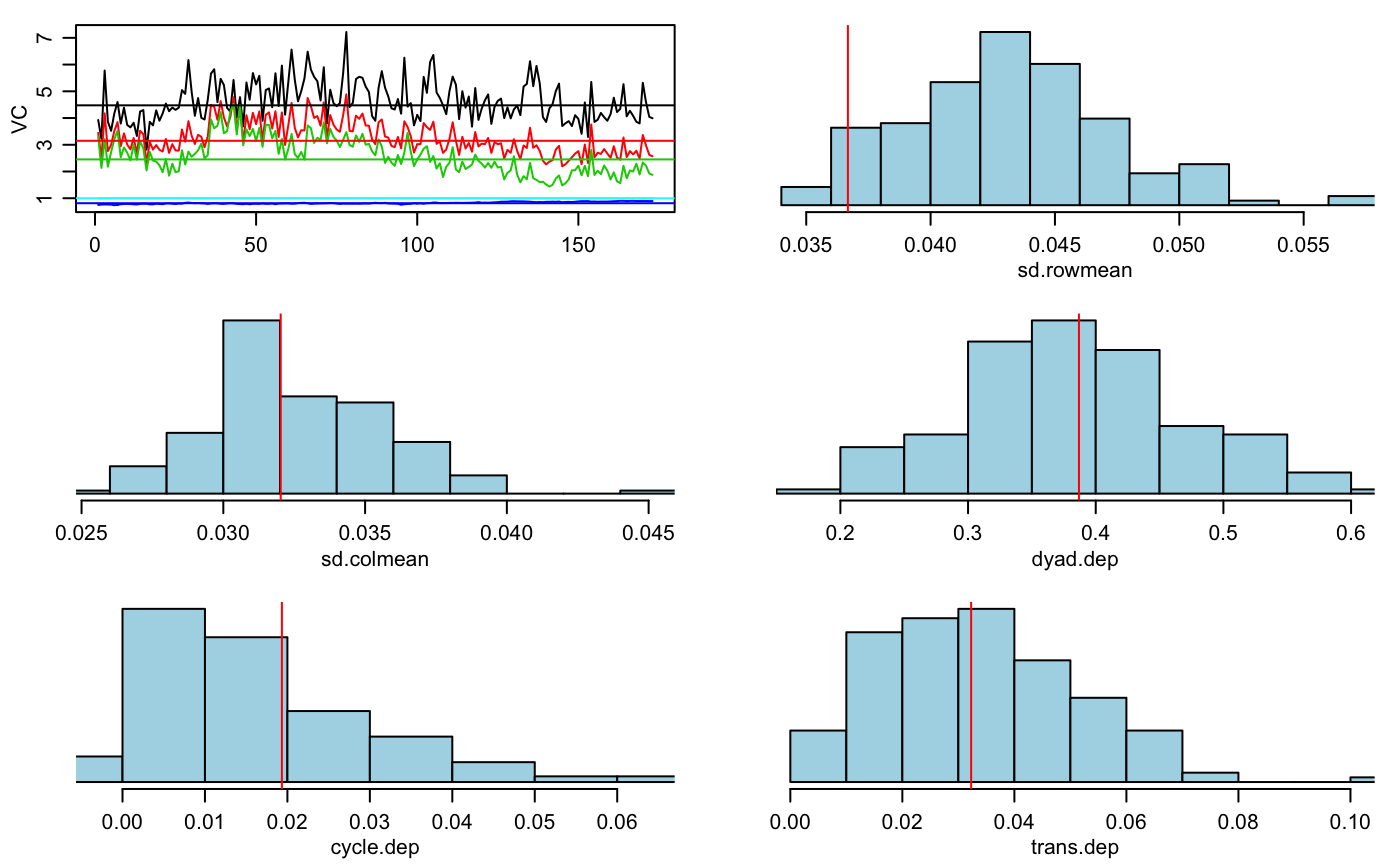 VC
7
5
3
1
0 50 100 150
0.035 0.040 0.045 0.050 0.055
sd.rowmean
0.025 0.030 0.035 0.040 0.045
sd.colmean
0.2 0.3 0.4 0.5 0.6
dyad.dep
0.00 0.01 0.02 0.03 0.04 0.05 0.06
cycle.dep
0.00 0.02 0.04 0.06 0.08 0.10
trans.dep